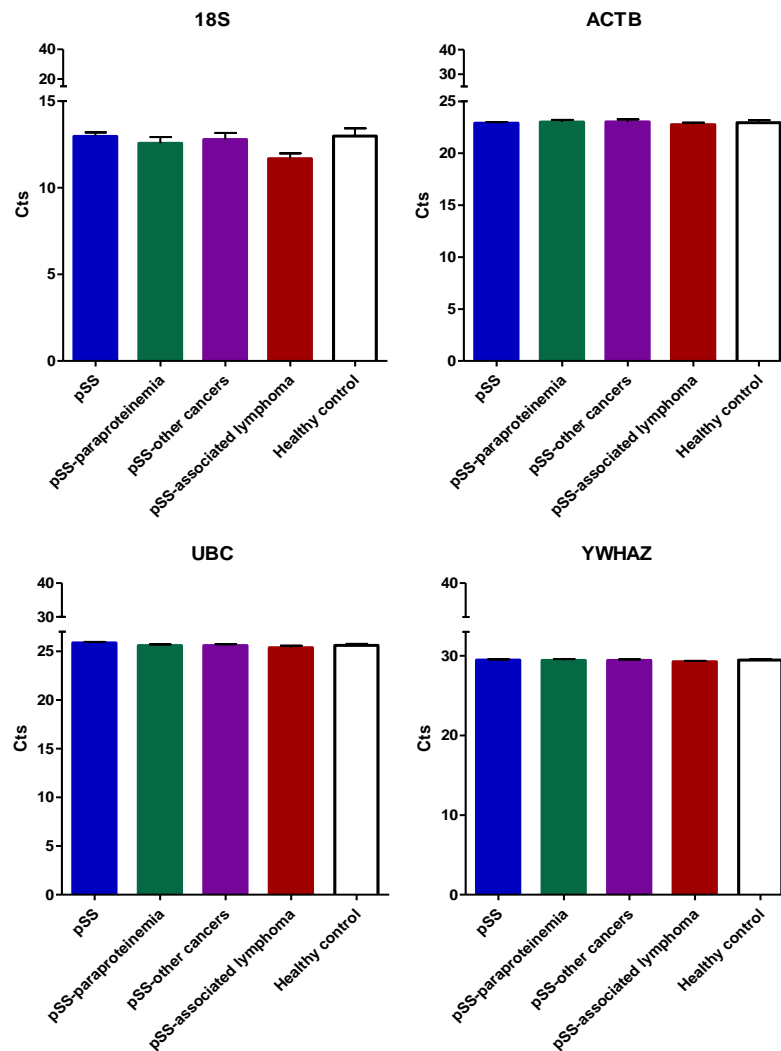 18S
40
20
15
10
5
0
Cts
pSS
pSS-paraproteinemia
pSS-other cancers
pSS-associated lymphoma
Healthy control
ACTB
40
30
25
20
15
10
5
0
Cts
pSS
pSS-paraproteinemia
pSS-other cancers
pSS-associated lymphoma
Healthy control
UBC
40
30
25
20
15
10
5
0
Cts
pSS
pSS-paraproteinemia
pSS-other cancers
pSS-associated lymphoma
Healthy control
YWHAZ
40
30
20
10
0
Cts
pSS
pSS-paraproteinemia
pSS-other cancers
pSS-associated lymphoma
Healthy control